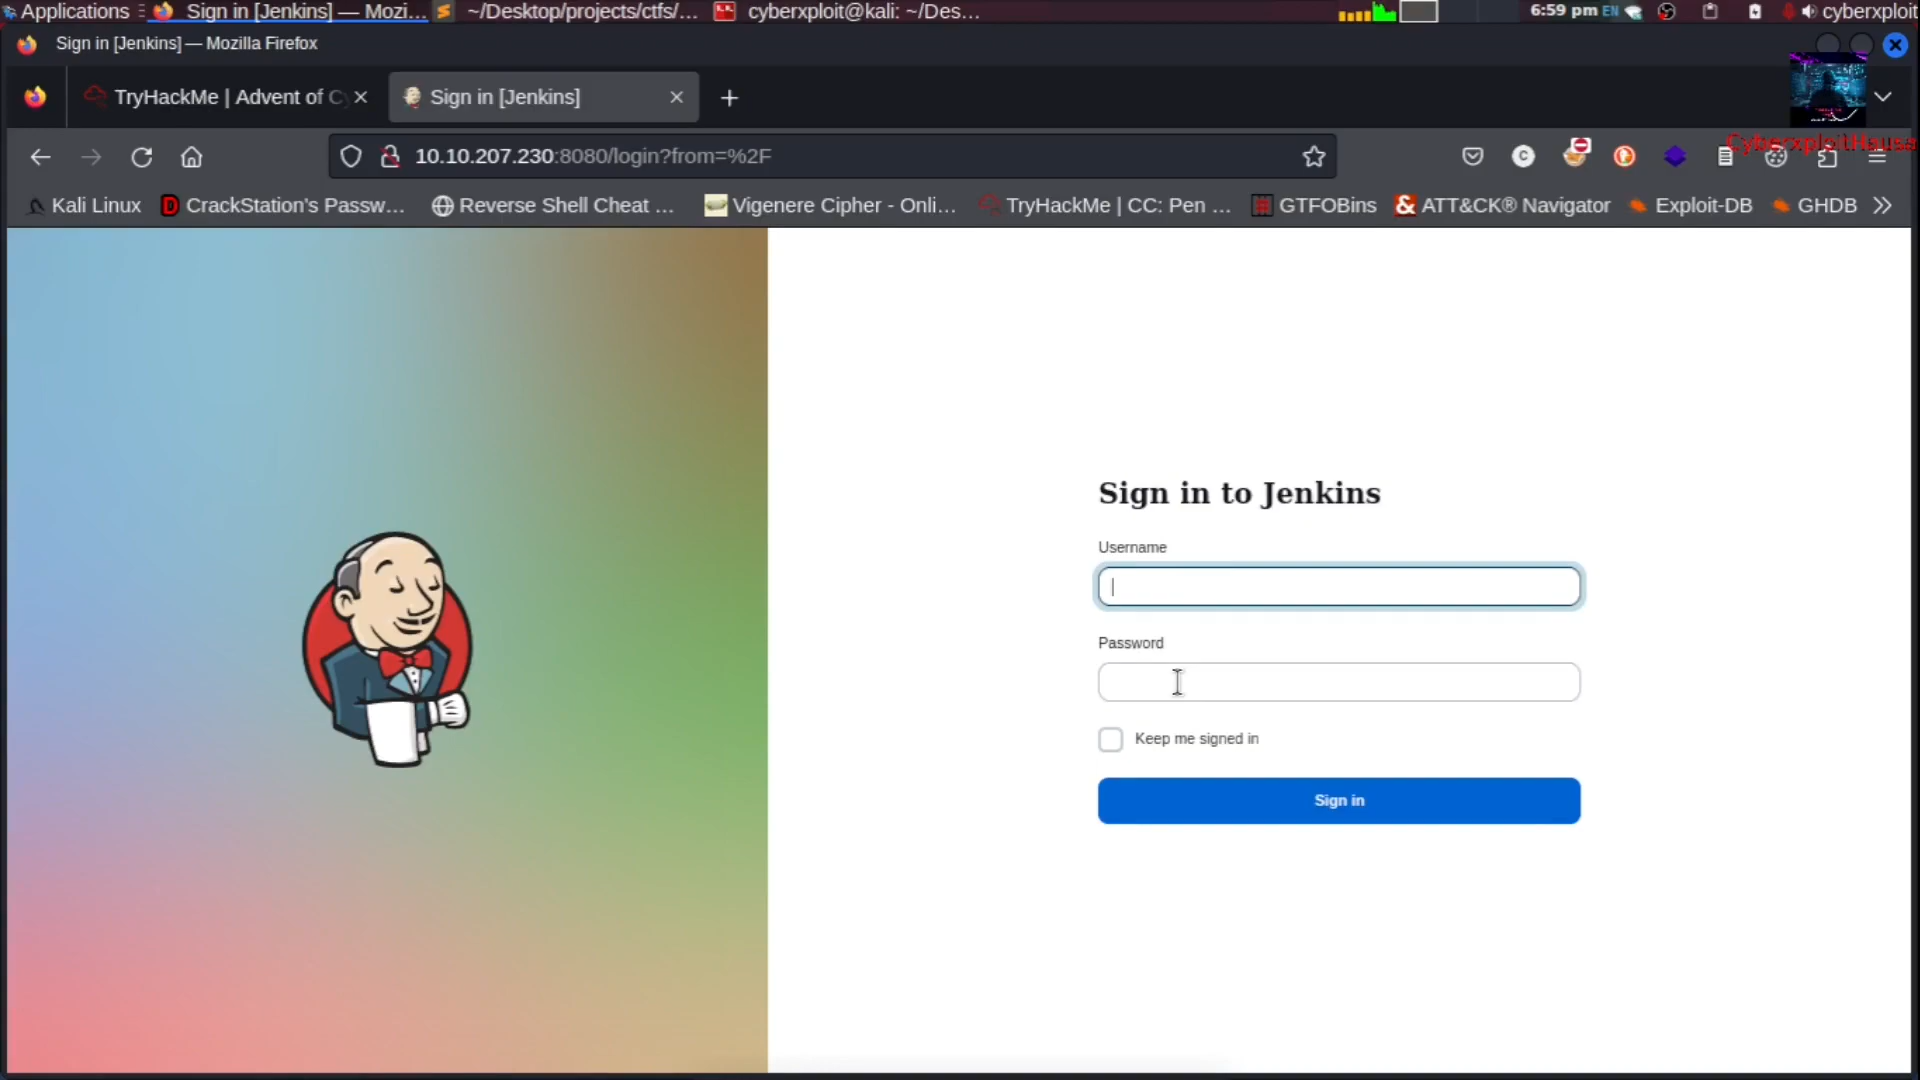 Applications
Sign in [Jenkins] — Mozi...
~/Desktop/projects/ctfs/...
cyberxploit@kali: ~/Des...
6:59 pm EN
cyberxploit
Sign in [Jenkins] — Mozilla Firefox
TryHackMe | Advent of C
Sign in [Jenkins]
10.10.207.230:8080/login?from=%2F
CyberxploitHausa
Kali Linux
CrackStation's Passw...
Reverse Shell Cheat ...
Vigenere Cipher - Onli...
TryHackMe | CC: Pen ...
GTFOBins
ATT&CK® Navigator
Exploit-DB
GHDB
Sign in to Jenkins
Username
Password
Keep me signed in
Sign in